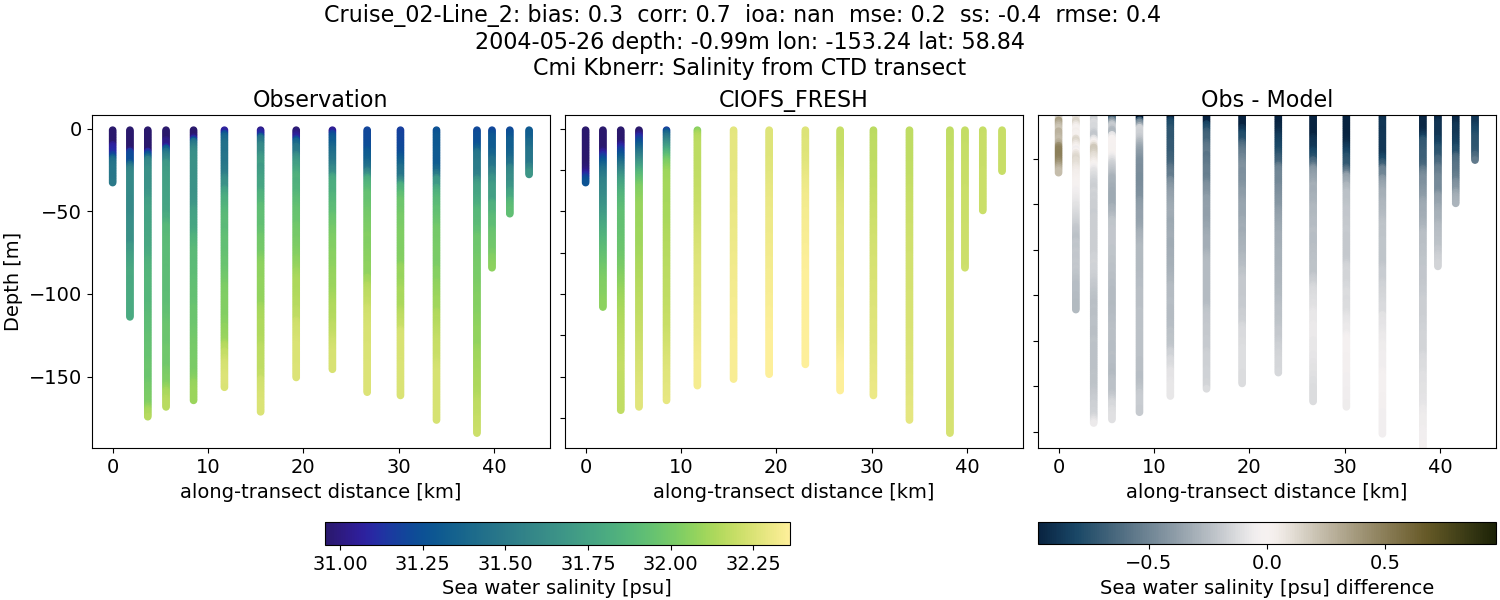 Cruise_02-Line_2: bias: 0.3  corr: 0.7  ioa: nan  mse: 0.2  ss: -0.4  rmse: 0.4
2004-05-26 depth: -0.99m lon: -153.24 lat: 58.84
Cmi Kbnerr: Salinity from CTD transect
Observation
CIOFS_FRESH
Obs - Model
Depth [m]
0
−50
−100
−150
0 10 20 30 40
0 10 20 30 40
0 10 20 30 40
along-transect distance [km]
along-transect distance [km]
along-transect distance [km]
31.00 31.25 31.50 31.75 32.00 32.25
Sea water salinity [psu]
−0.5 0.0 0.5
Sea water salinity [psu] difference